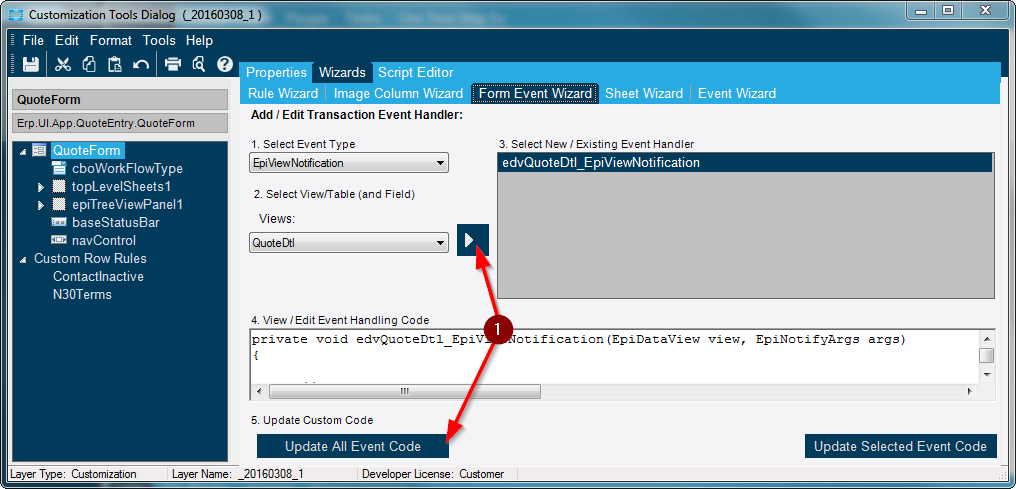 Customization Tools Dialog (_20160308_1 )
File Edit Format Tools Help
Properties Wizards Script Editor
Rule Wizard Image Column Wizard Form Event Wizard Sheet Wizard Event Wizard
QuoteForm
Erp.UI.App.QuoteEntry.QuoteForm
QuoteForm
cboWorkFlowType
topLevelSheets1
epiTreeViewPanel1
baseStatusBar
navControl
Custom Row Rules
ContactInactive
N30Terms
Add / Edit Transaction Event Handler:
1. Select Event Type
EpiViewNotification
2. Select View/Table (and Field)
Views:
QuoteDtl
3. Select New / Existing Event Handler
edvQuoteDtl_EpiViewNotification
1
4. View / Edit Event Handling Code
private void edvQuoteDtl_EpiViewNotification(EpiDataView view, EpiNotifyArgs args)
{
5. Update Custom Code
Update All Event Code
Update Selected Event Code
Layer Type: Customization Layer Name: _20160308_1 Developer License: Customer